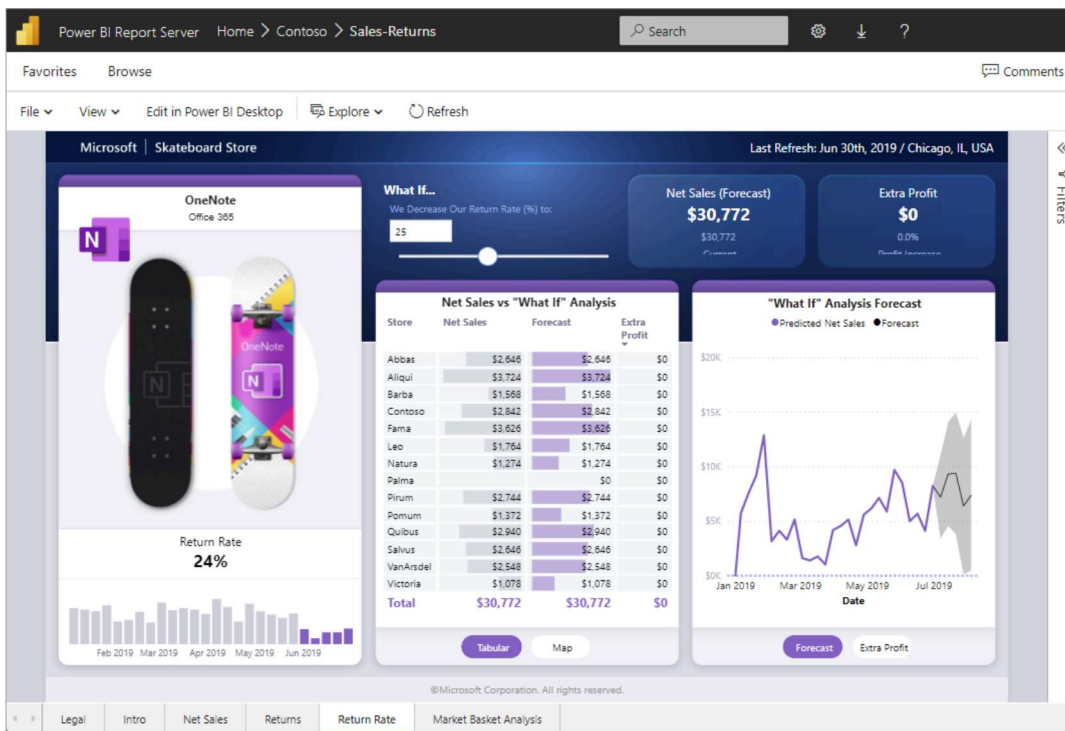 Power BI Report Server Home > Contoso > Sales-Returns Search ?
Favorites Browse Comments
File View Edit in Power BI Desktop Explore Refresh
Microsoft | Skateboard Store Last Refresh: Jun 30th, 2019 / Chicago, IL, USA
Filters
OneNote
Office 365
N
OneNote
N
N
Return Rate
24%
Feb 2019 Mar 2019 Apr 2019 May 2019 Jun 2019
What If...
We Decrease Our Return Rate (%) to:
25
Net Sales (Forecast)
$30,772
$30,772
Current
Extra Profit
$0
0.0%
Profit Increase
Net Sales vs "What If" Analysis
Store Net Sales Forecast Extra Profit
Abbas $2,646 $2,646 $0
Aliqui $3,724 $3,724 $0
Barba $1,568 $1,568 $0
Contoso $2,842 $2,842 $0
Fama $3,626 $3,626 $0
Leo $1,764 $1,764 $0
Natura $1,274 $1,274 $0
Palma $0 $0
Pirum $2,744 $2,744 $0
Pomum $1,372 $1,372 $0
Quibus $2,940 $2,940 $0
Salvus $2,646 $2,646 $0
VanArsdel $2,548 $2,548 $0
Victoria $1,078 $1,078 $0
Total $30,772 $30,772 $0
Tabular Map
"What If" Analysis Forecast
Predicted Net Sales Forecast
$20K
$15K
$10K
$5K
$0K
Jan 2019 Mar 2019 May 2019 Jul 2019
Date
Forecast Extra Profit
©Microsoft Corporation. All rights reserved.
Legal Intro Net Sales Returns Return Rate Market Basket Analysis